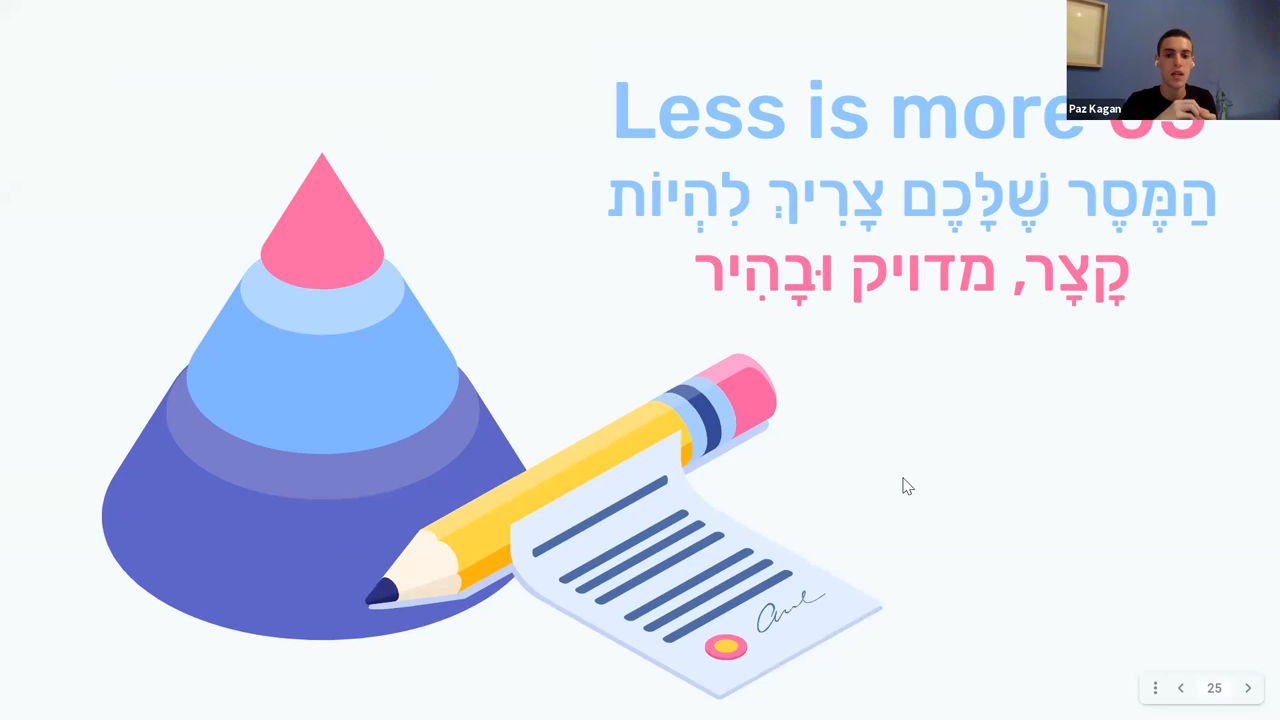 Less is more
הַמֶּסֶר שֶׁלָּכֶם צָרִיךְ לִהְיוֹת
קָצָר, מדויק וּבָהִיר
Paz Kagan
25